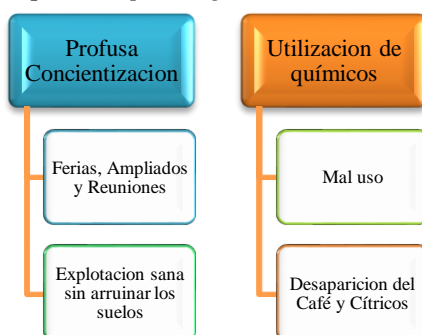 Profusa
Concientizacion
Ferias, Ampliados
y Reuniones
Explotacion sana
sin arruinar los
suelos
Utilizacion de
químicos
Mal uso
Desaparicion del
Café y Cítricos